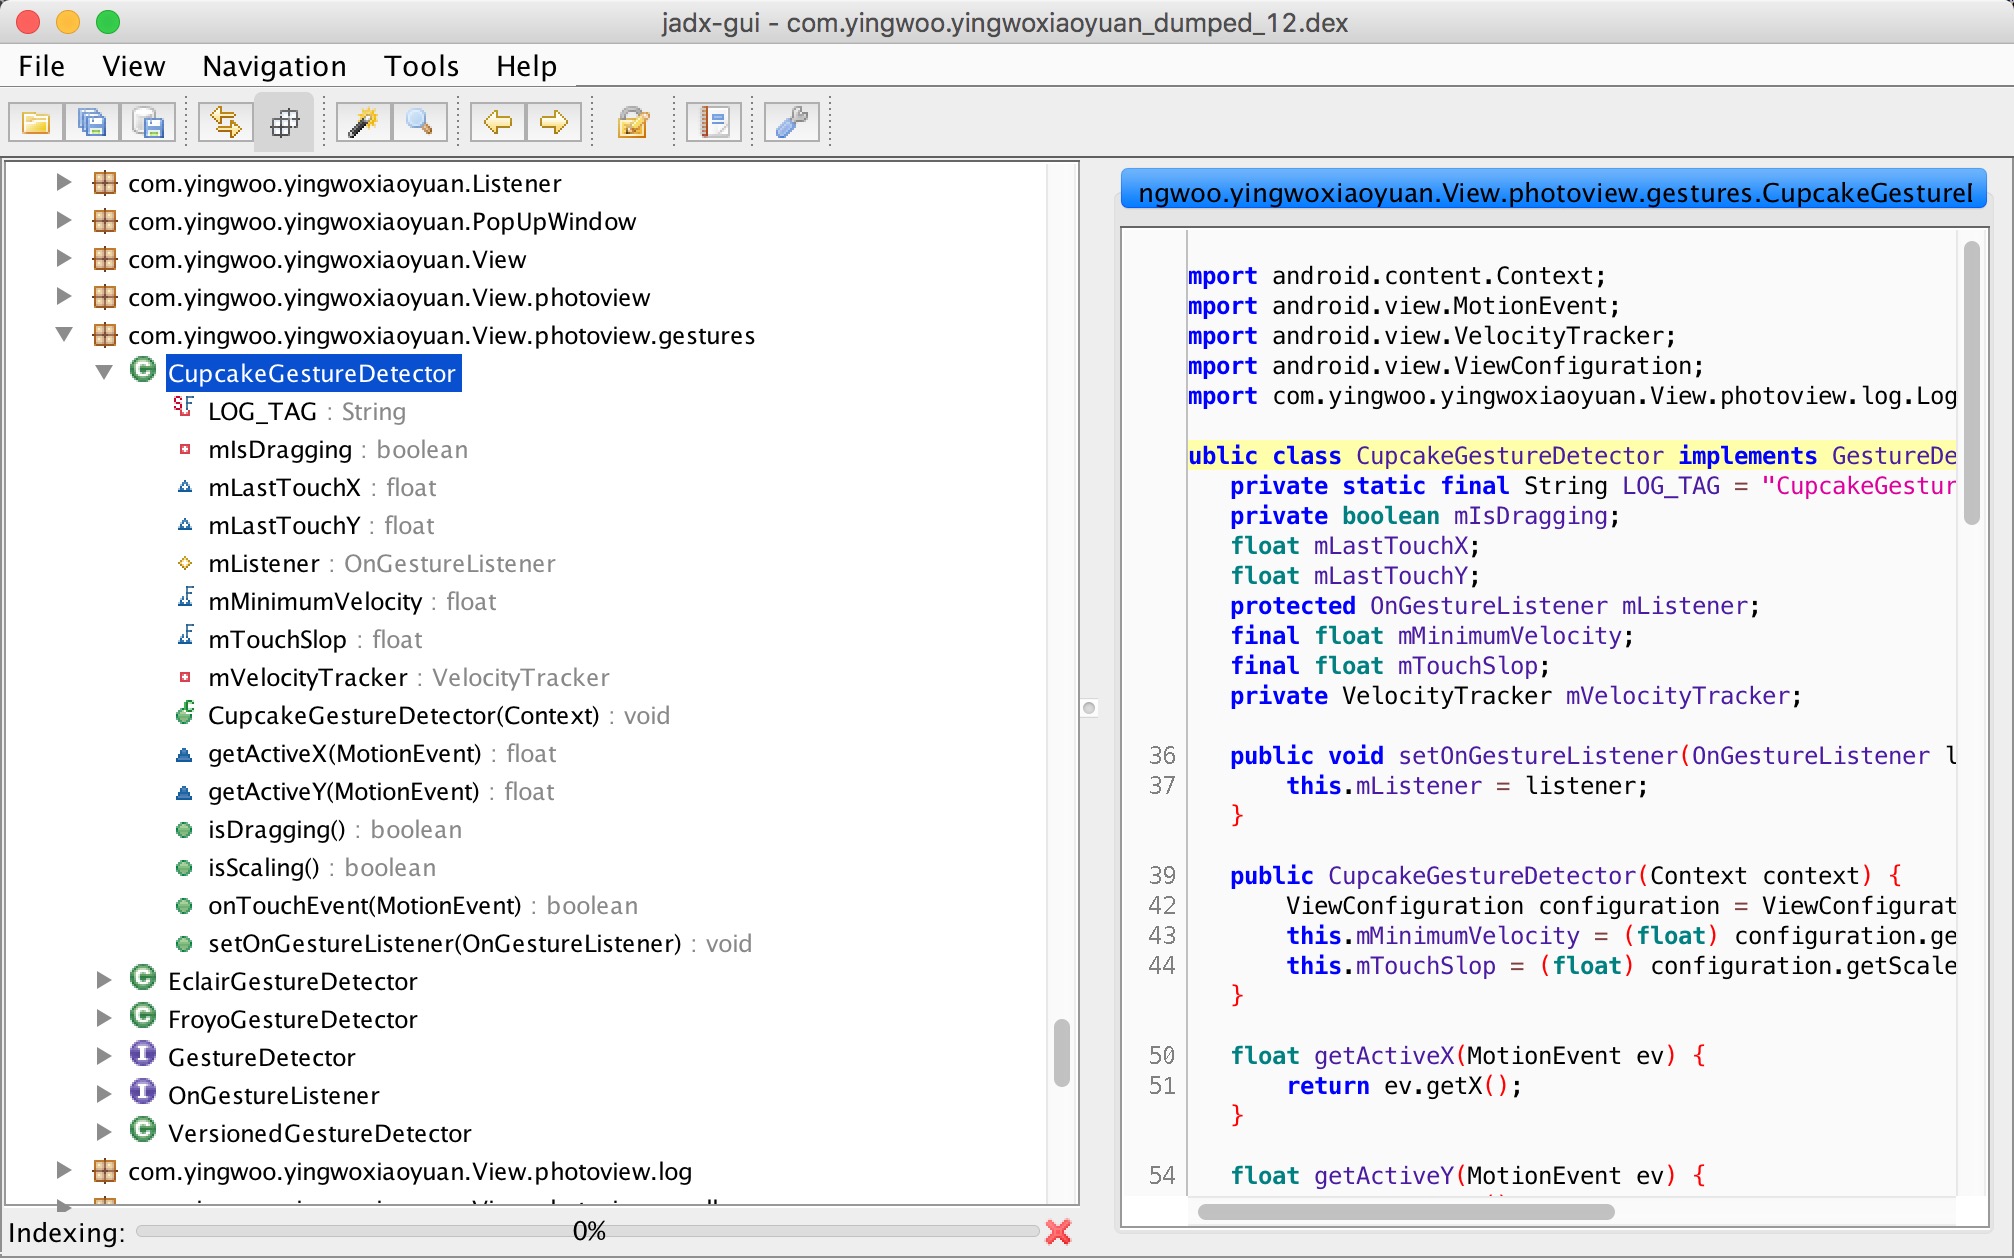 jadx-gui - com.yingwoo.yingwoxiaoyuan_dumped_12.dex
File View Navigation Tools Help
com.yingwoo.yingwoxiaoyuan.Listener
com.yingwoo.yingwoxiaoyuan.PopUpWindow
com.yingwoo.yingwoxiaoyuan.View
com.yingwoo.yingwoxiaoyuan.View.photoview
com.yingwoo.yingwoxiaoyuan.View.photoview.gestures
CupcakeGestureDetector
LOG_TAG : String
mIsDragging : boolean
mLastTouchX : float
mLastTouchY : float
mListener : OnGestureListener
mMinimumVelocity : float
mTouchSlop : float
mVelocityTracker : VelocityTracker
CupcakeGestureDetector(Context) : void
getActiveX(MotionEvent) : float
getActiveY(MotionEvent) : float
isDragging() : boolean
isScaling() : boolean
onTouchEvent(MotionEvent) : boolean
setOnGestureListener(OnGestureListener) : void
EclairGestureDetector
FroyoGestureDetector
GestureDetector
OnGestureListener
VersionedGestureDetector
com.yingwoo.yingwoxiaoyuan.View.photoview.log
Indexing: 0%
ngwoo.yingwoxiaoyuan.View.photoview.gestures.CupcakeGesture
mport android.content.Context;
mport android.view.MotionEvent;
mport android.view.VelocityTracker;
mport android.view.ViewConfiguration;
mport com.yingwoo.yingwoxiaoyuan.View.photoview.log.Log
ublic class CupcakeGestureDetector implements GestureDe
private static final String LOG_TAG = "CupcakeGestur
private boolean mIsDragging;
float mLastTouchX;
float mLastTouchY;
protected OnGestureListener mListener;
final float mMinimumVelocity;
final float mTouchSlop;
private VelocityTracker mVelocityTracker;
36 public void setOnGestureListener(OnGestureListener l
37 this.mListener = listener;
}
39 public CupcakeGestureDetector(Context context) {
42 ViewConfiguration configuration = ViewConfigurat
43 this.mMinimumVelocity = (float) configuration.ge
44 this.mTouchSlop = (float) configuration.getScale
}
50 float getActiveX(MotionEvent ev) {
51 return ev.getX();
}
54 float getActiveY(MotionEvent ev) {